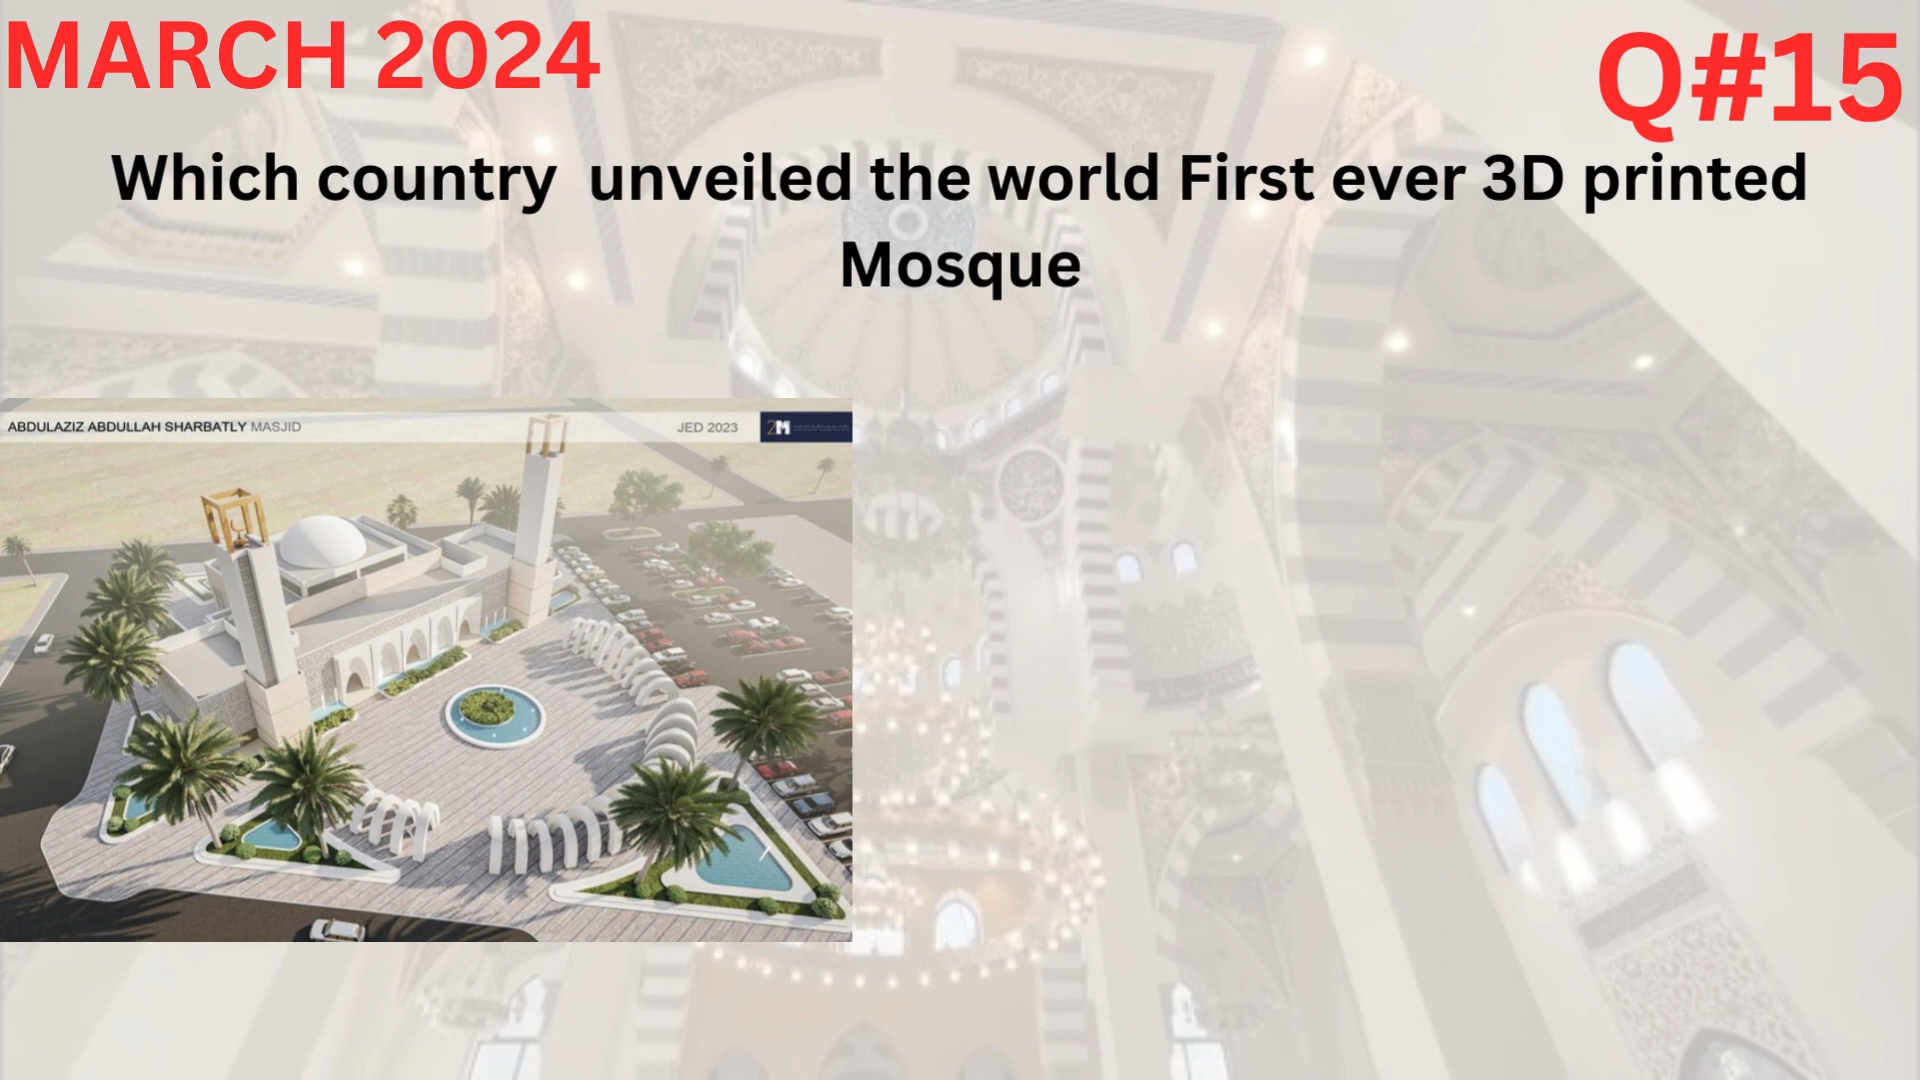 MARCH 2024
Q#15
Which country unveiled the world First ever 3D printed
Mosque
ABDULAZIZ ABDULLAH SHARBATLY MASJID
JED 2023
2M